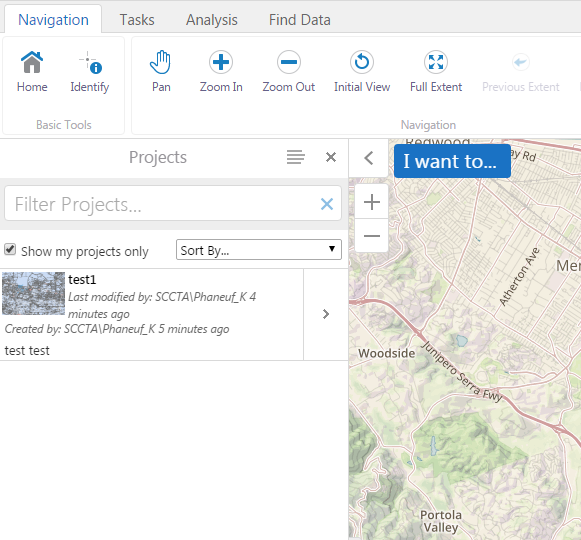 Navigation Tasks Analysis Find Data
Home Identify Pan Zoom In Zoom Out Initial View Full Extent Previous Extent
Basic Tools Navigation
Projects
Filter Projects...
Show my projects only Sort By...
test1
Last modified by: SCCTA\Phaneuf_K 4
minutes ago
Created by: SCCTA\Phaneuf_K 5 minutes ago
test test
I want to...
Redwood
ay Rd
Atherton Ave
Men
Woodside
Junipero Serra Fwy
Portola
Valley